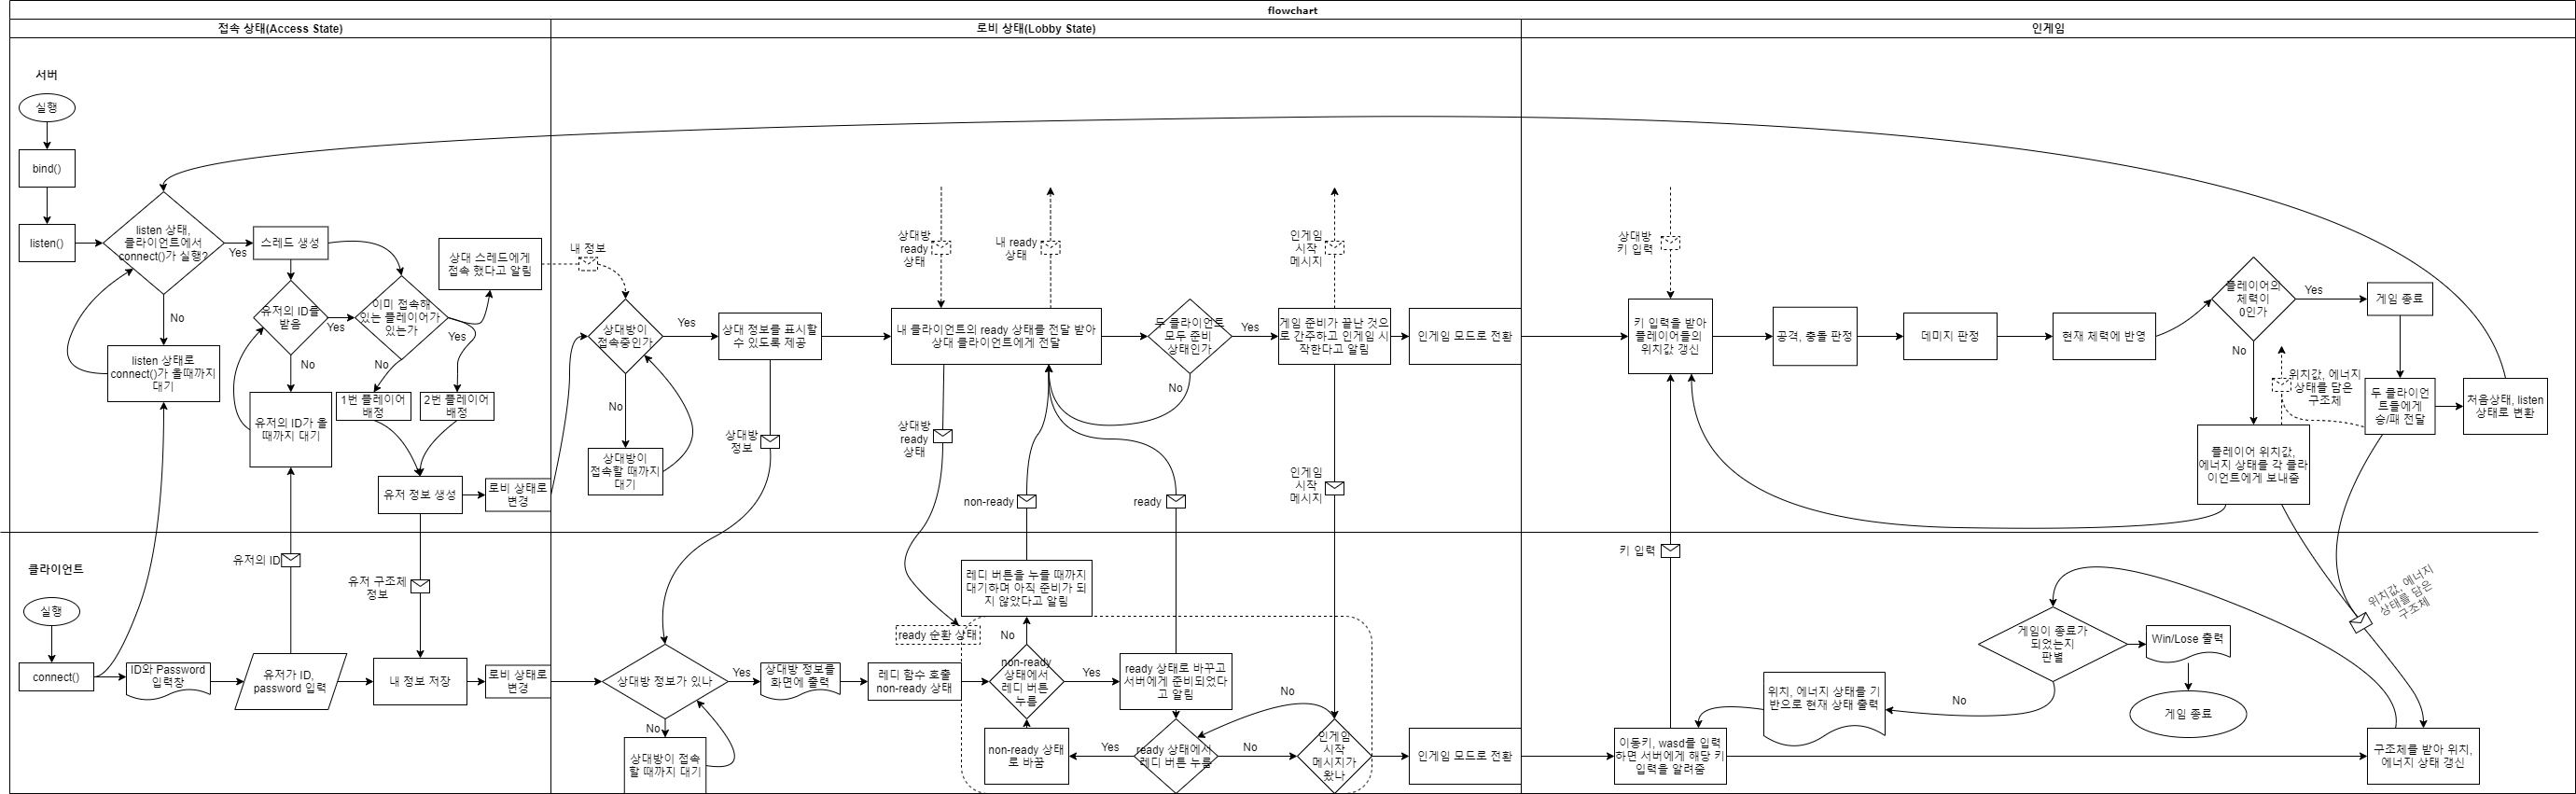 flowchart
접속 상태(Access State)
로비 상태(Lobby State)
인게임
서버
실행
bind()
listen()
listen 상태,
클라이언트에서
connect()가 실행?
Yes
No
listen 상태로
connect()가 올때까지
대기
스레드 생성
유저의 ID를
받음
Yes
No
유저의 ID가 올
때까지 대기
이미 접속해
있는 플레이어가
있는가
No
Yes
1번 플레이어
배정
2번 플레이어
배정
상대 스레드에게
접속 했다고 알림
유저 정보 생성
로비 상태로
변경
내 정보
상대방이
접속중인가
Yes
No
상대방이
접속할 때까지
대기
상대 정보를 표시할
수 있도록 제공
상대방
정보
상대방
ready
상태
내 ready
상태
내 클라이언트의 ready 상태를 전달 받아
상대 클라이언트에게 전달
상대방
ready
상태
non-ready
ready
두 클라이언트
모두 준비
상태인가
Yes
No
인게임
시작
메시지
게임 준비가 끝난 것으
로 간주하고 인게임 시
작한다고 알림
인게임
시작
메시지
인게임 모드로 전환
상대방
키 입력
키 입력을 받아
플레이어들의
위치값 갱신
공격, 충돌 판정
데미지 판정
현재 체력에 반영
플레이어의
체력이
0인가
Yes
No
게임 종료
위치값, 에너지
상태를 담은
구조체
두 클라이언
트들에게
승/패 전달
처음상태, listen
상태로 변환
플레이어 위치값,
에너지 상태를 각 클라
이언트에게 보내줌
클라이언트
실행
connect()
ID와 Password
입력창
유저가 ID,
password 입력
유저의 ID
유저 구조체
정보
내 정보 저장
로비 상태로
변경
상대방 정보가 있나
Yes
No
상대방이 접속
할 때까지 대기
상대방 정보를
화면에 출력
레디 함수 호출
non-ready 상태
ready 순환 상태
레디 버튼을 누를 때까지
대기하며 아직 준비가 되
지 않았다고 알림
No
non-ready
상태에서
레디 버튼
누름
Yes
ready 상태로 바꾸고
서버에게 준비되었다
고 알림
non-ready 상태
로 바꿈
Yes
ready 상태에서
레디 버튼 누름
No
No
인게임
시작
메시지가
왔나
인게임 모드로 전환
키 입력
이동키, wasd를 입력
하면 서버에게 해당 키
입력을 알려줌
위치, 에너지 상태를 기
반으로 현재 상태 출력
No
게임이 종료가
되었는지
판별
Win/Lose 출력
게임 종료
위치값, 에너지
상태를 담은
구조체
구조체를 받아 위치,
에너지 상태 갱신